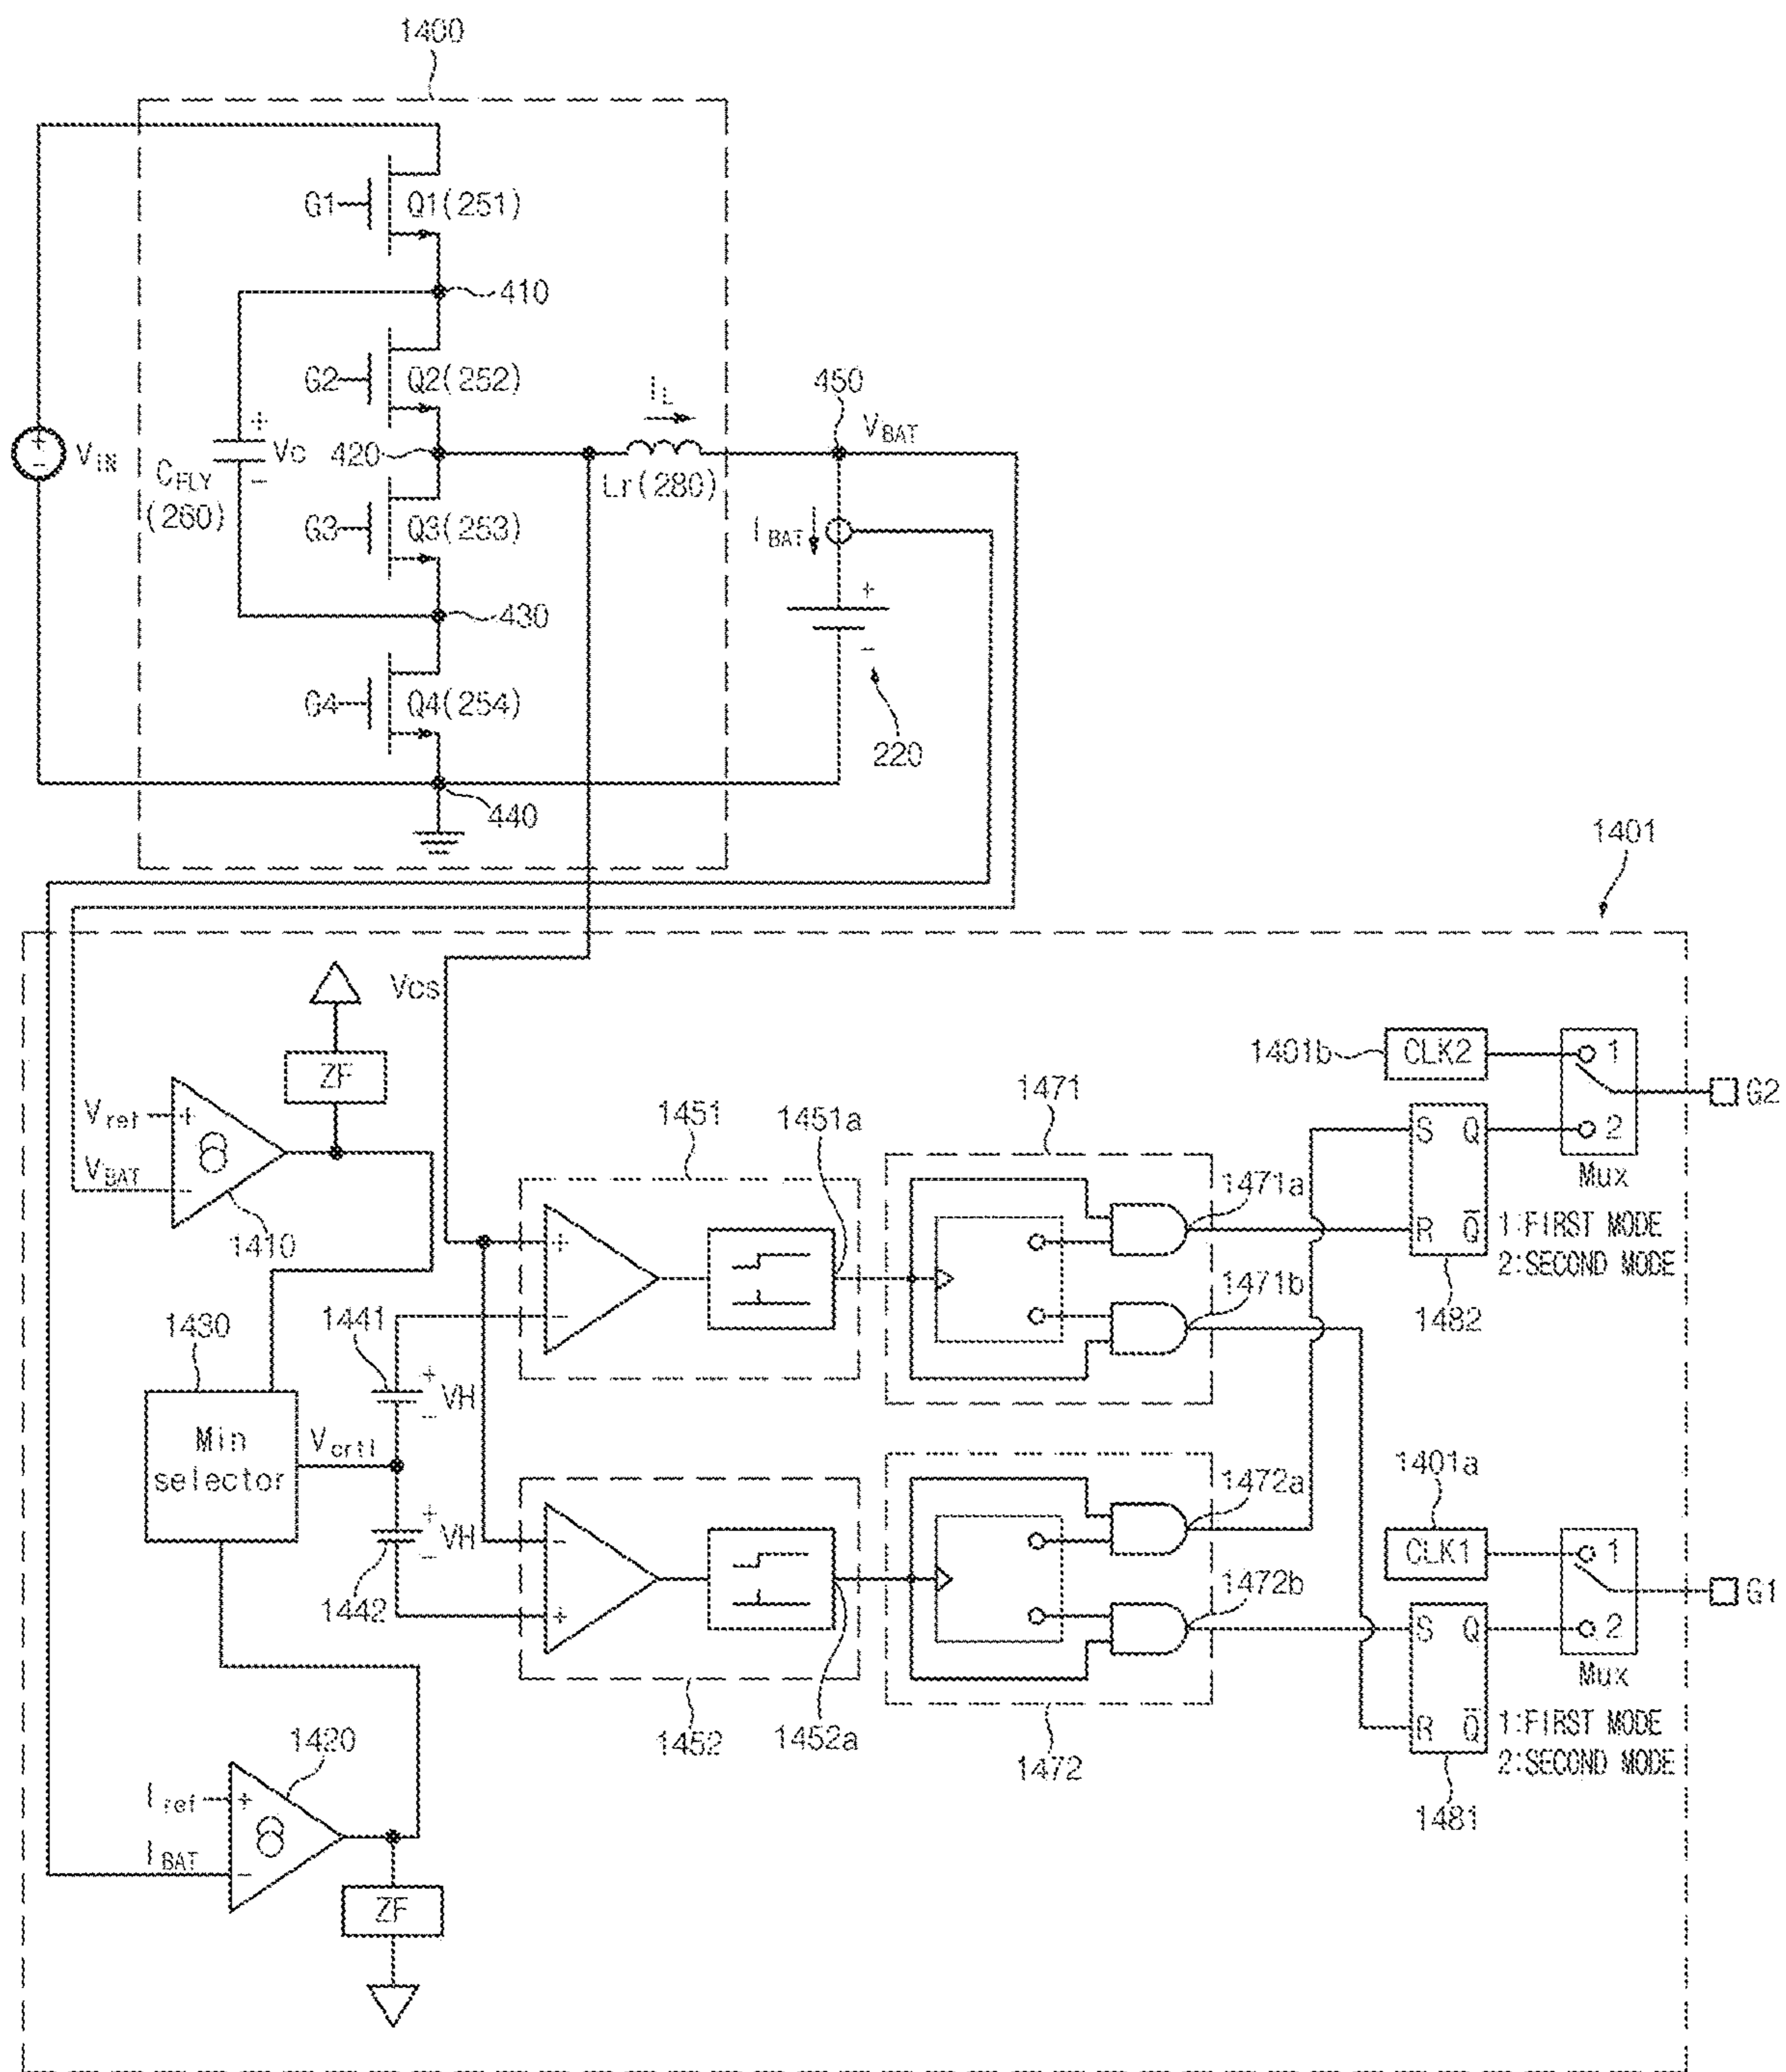 1400
G1
Q1(251)
410
G2
Q2(252)
IL
450
VBAT
+
-
VIN
+
Vc
-
CFLY
(260)
420
Lr(280)
G3
Q3(253)
IBAT
+
-
430
G4
Q4(254)
220
440
1401
Vcs
ZF
1401b
CLK2
1
2
Mux
G2
Vref
+
VBAT
-
1410
1451
1451a
1471
1471a
1471b
S Q
R Q̅
1:FIRST MODE
2:SECOND MODE
1482
+
-
1430
1441
+
VH
-
Min
selector
Vcrtl
+
VH
-
1442
-
+
1472a
1472b
1401a
CLK1
1
2
Mux
G1
S Q
R Q̅
1:FIRST MODE
2:SECOND MODE
1481
1452
1452a
1472
1420
Iref
+
IBAT
-
ZF